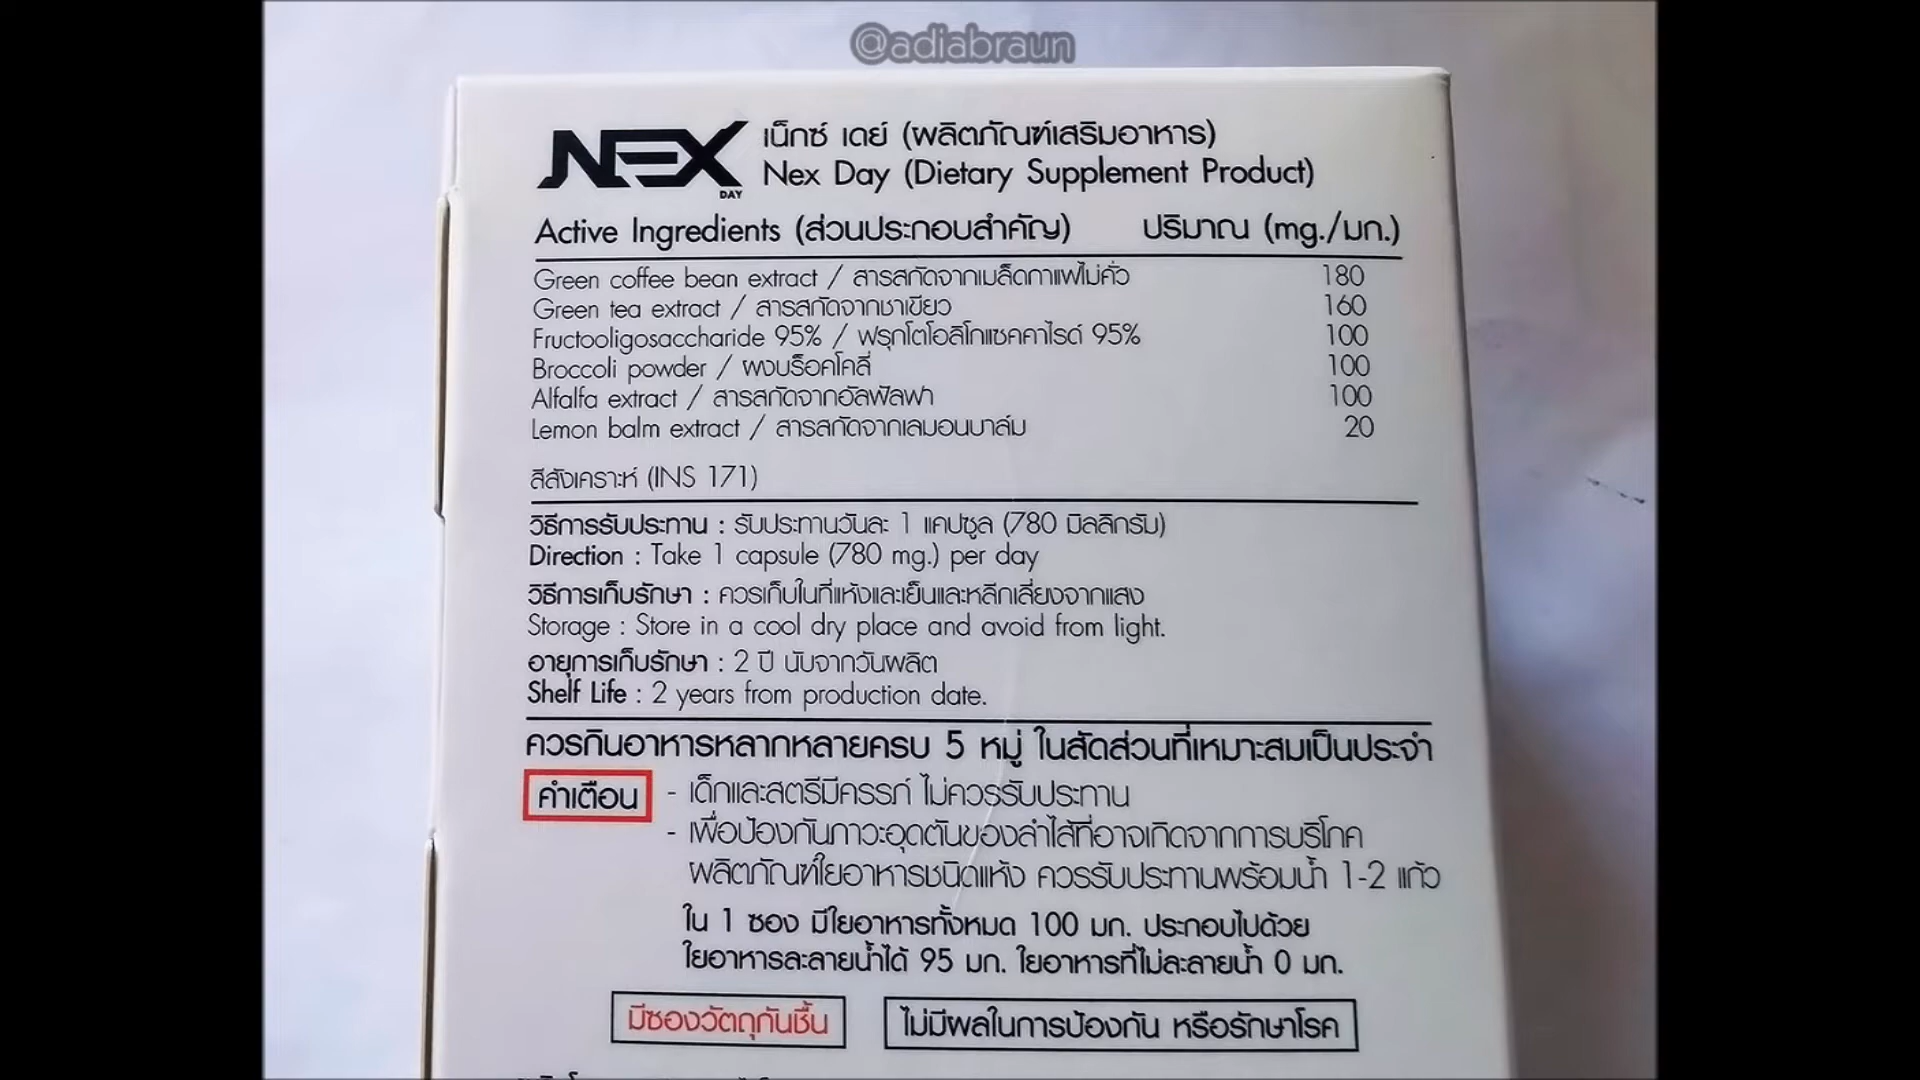 @adiabraun
NEX DAY
เน็กซ์ เดย์ (ผลิตภัณฑ์เสริมอาหาร)
Nex Day (Dietary Supplement Product)
Active Ingredients (ส่วนประกอบสำคัญ) ปริมาณ (mg./มก.)
Green coffee bean extract / สารสกัดจากเมล็ดกาแฟไม่คั่ว 180
Green tea extract / สารสกัดจากชาเขียว 160
Fructooligosaccharide 95% / ฟรุกโตโอลิโกแซคคาไรด์ 95% 100
Broccoli powder / ผงบร็อคโคลี่ 100
Alfalfa extract / สารสกัดจากอัลฟัลฟา 100
Lemon balm extract / สารสกัดจากเลมอนบาล์ม 20
สีสังเคราะห์ (INS 171)
วิธีการรับประทาน : รับประทานวันละ 1 แคปซูล (780 มิลลิกรัม)
Direction : Take 1 capsule (780 mg.) per day
วิธีการเก็บรักษา : ควรเก็บในที่แห้งและเย็นและหลีกเลี่ยงจากแสง
Storage : Store in a cool dry place and avoid from light.
อายุการเก็บรักษา : 2 ปี นับจากวันผลิต
Shelf Life : 2 years from production date.
ควรกินอาหารหลากหลายครบ 5 หมู่ ในสัดส่วนที่เหมาะสมเป็นประจำ
คำเตือน - เด็กและสตรีมีครรภ์ ไม่ควรรับประทาน
- เพื่อป้องกันภาวะอุดตันของลำไส้ที่อาจเกิดจากการบริโภค
ผลิตภัณฑ์ใยอาหารชนิดแห้ง ควรรับประทานพร้อมน้ำ 1-2 แก้ว
ใน 1 ซอง มีใยอาหารทั้งหมด 100 มก. ประกอบไปด้วย
ใยอาหารละลายน้ำได้ 95 มก. ใยอาหารที่ไม่ละลายน้ำ 0 มก.
มีซองวัตถุกันชื้น ไม่มีผลในการป้องกัน หรือรักษาโรค